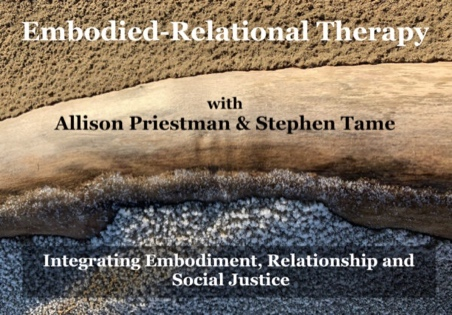 Embodied-Relational Therapy
with
Allison Priestman & Stephen Tame
Integrating Embodiment, Relationship and
Social Justice